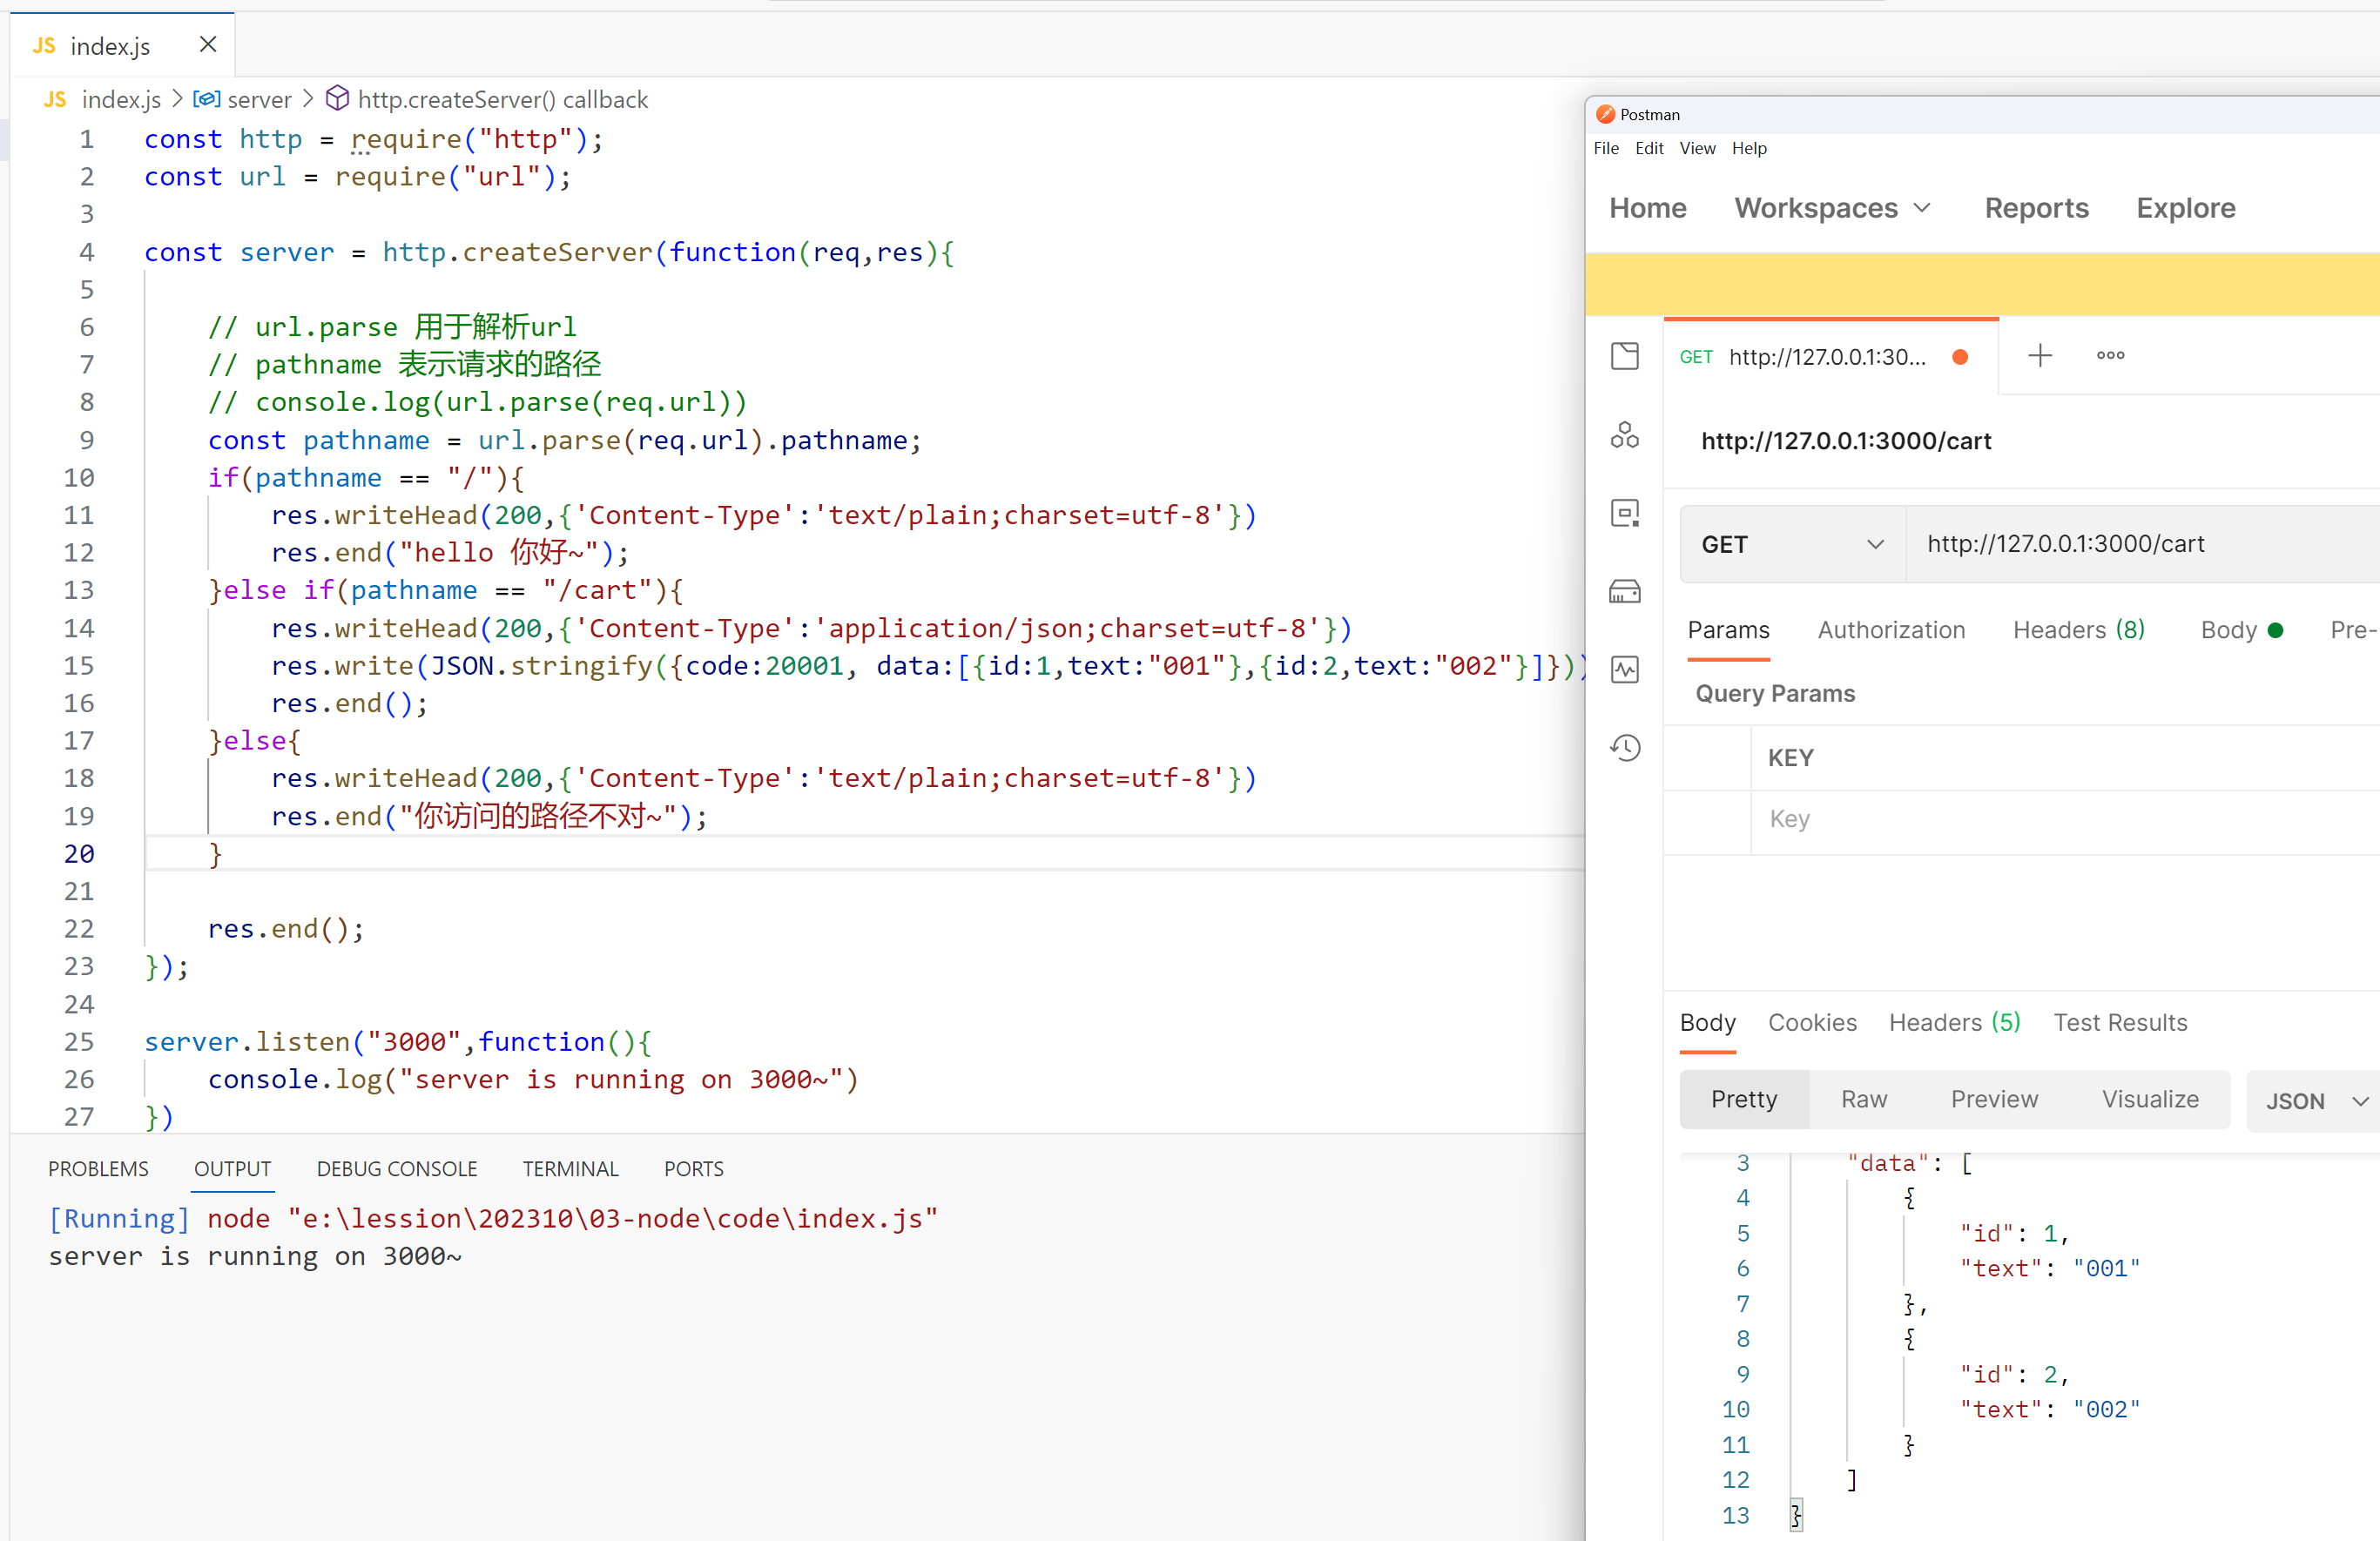 JS index.js
JS index.js > server > http.createServer() callback
1 const http = require("http");
2 const url = require("url");
3
4 const server = http.createServer(function(req,res){
5
6 // url.parse 用于解析url
7 // pathname 表示请求的路径
8 // console.log(url.parse(req.url))
9 const pathname = url.parse(req.url).pathname;
10 if(pathname == "/"){
11 res.writeHead(200,{'Content-Type':'text/plain;charset=utf-8'})
12 res.end("hello 你好~");
13 }else if(pathname == "/cart"){
14 res.writeHead(200,{'Content-Type':'application/json;charset=utf-8'})
15 res.write(JSON.stringify({code:20001, data:[{id:1,text:"001"},{id:2,text:"002"}]}))
16 res.end();
17 }else{
18 res.writeHead(200,{'Content-Type':'text/plain;charset=utf-8'})
19 res.end("你访问的路径不对~");
20 }
21
22 res.end();
23 });
24
25 server.listen("3000",function(){
26 console.log("server is running on 3000~")
27 })
PROBLEMS OUTPUT DEBUG CONSOLE TERMINAL PORTS
[Running] node "e:\lession\202310\03-node\code\index.js"
server is running on 3000~
Postman
File Edit View Help
Home Workspaces Reports Explore
GET http://127.0.0.1:30...
http://127.0.0.1:3000/cart
GET http://127.0.0.1:3000/cart
Params Authorization Headers (8) Body Pre-
Query Params
KEY
Key
Body Cookies Headers (5) Test Results
Pretty Raw Preview Visualize JSON
3 "data": [
4 {
5 "id": 1,
6 "text": "001"
7 },
8 {
9 "id": 2,
10 "text": "002"
11 }
12 ]
13 }